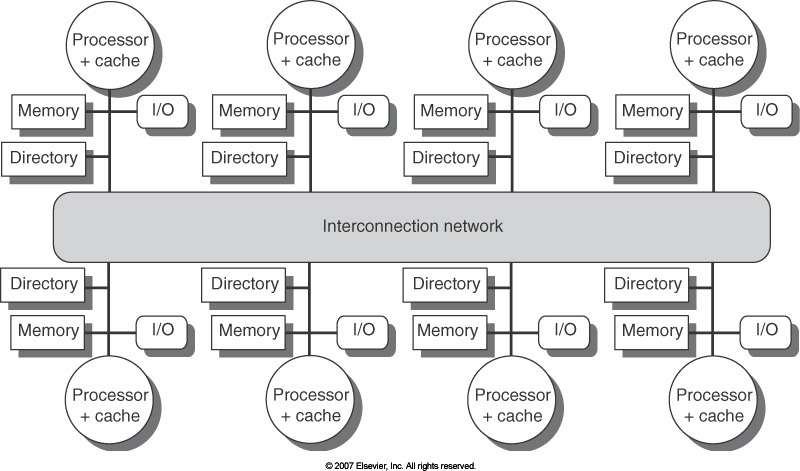 Processor
+ cache
Processor
+ cache
Processor
+ cache
Processor
+ cache
Memory
I/O
Memory
I/O
Memory
I/O
Memory
I/O
Directory
Directory
Directory
Directory
Interconnection network
Directory
Directory
Directory
Directory
Memory
I/O
Memory
I/O
Memory
I/O
Memory
I/O
Processor
+ cache
Processor
+ cache
Processor
+ cache
Processor
+ cache
© 2007 Elsevier, Inc. All rights reserved.